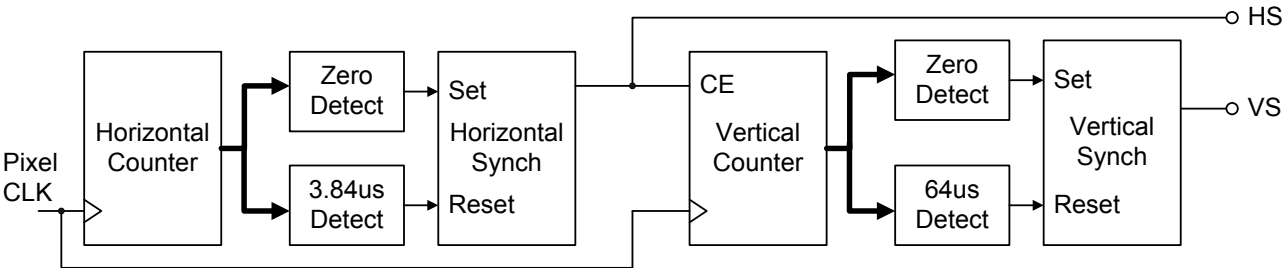 HS
Zero
Detect
Set
Horizontal
Counter
Horizontal
Synch
3.84us
Detect
Reset
Pixel
CLK
CE
Vertical
Counter
Zero
Detect
Set
VS
Vertical
Synch
64us
Detect
Reset